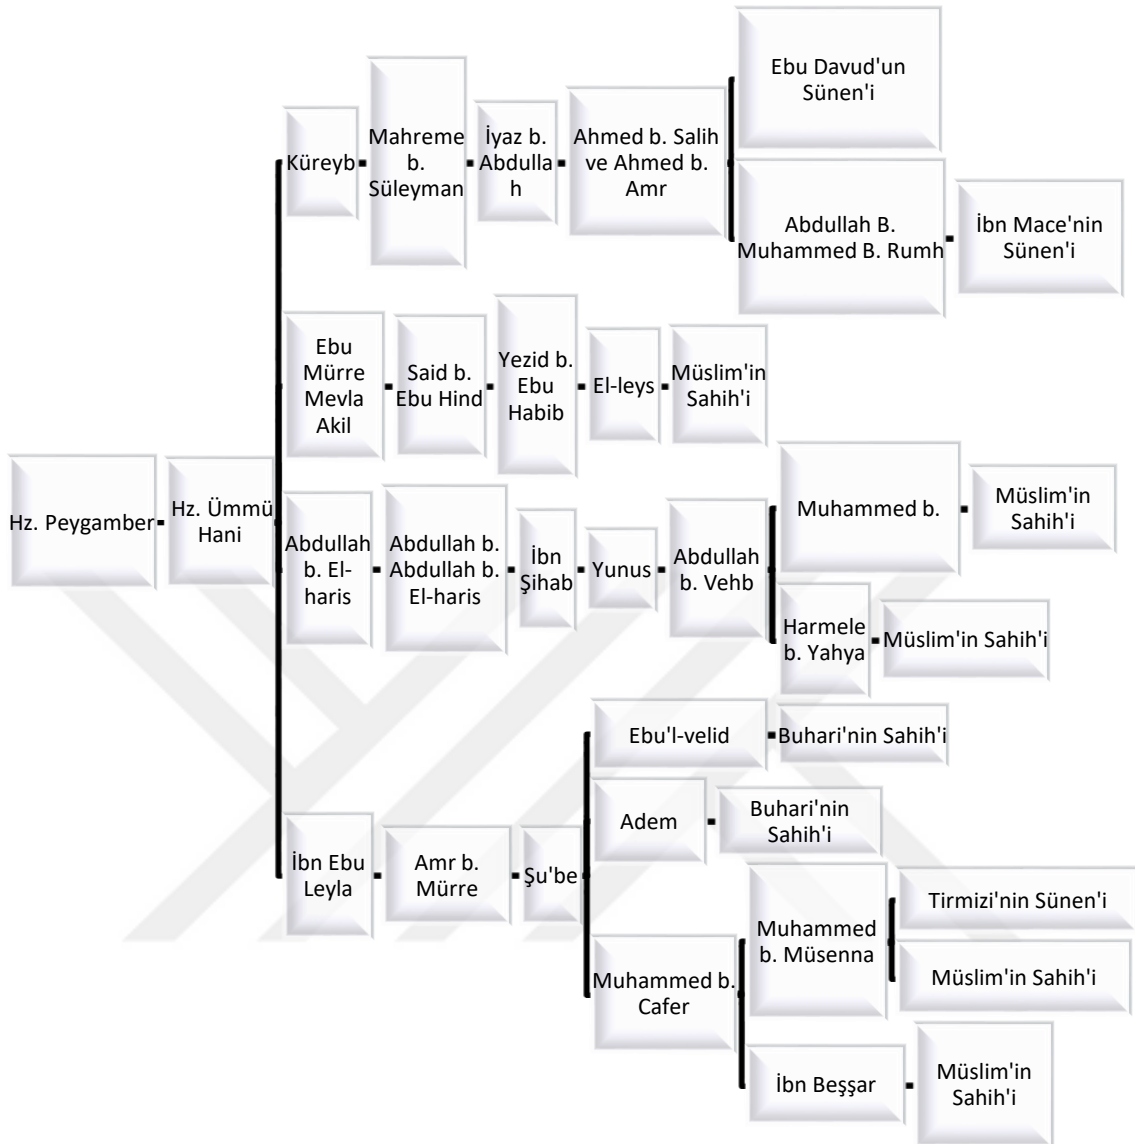 Hz. Peygamber
Hz. Ümmü
Hani
Küreyb
Mahreme
b.
Süleyman
İyaz b.
Abdulla
h
Ahmed b. Salih
ve Ahmed b.
Amr
Ebu Davud'un
Sünen'i
Abdullah B.
Muhammed B. Rumh
İbn Mace'nin
Sünen'i
Ebu
Mürre
Mevla
Akil
Said b.
Ebu Hind
Yezid b.
Ebu
Habib
El-leys
Müslim'in
Sahih'i
Abdullah
b. El-
haris
Abdullah b.
Abdullah b.
El-haris
İbn
Şihab
Yunus
Abdullah
b. Vehb
Muhammed b.
Müslim'in
Sahih'i
Harmele
b. Yahya
Müslim'in Sahih'i
İbn Ebu
Leyla
Amr b.
Mürre
Şu'be
Ebu'l-velid
Buhari'nin Sahih'i
Adem
Buhari'nin
Sahih'i
Muhammed b.
Cafer
Muhammed
b. Müsenna
Tirmizi'nin Sünen'i
Müslim'in Sahih'i
İbn Beşşar
Müslim'in
Sahih'i